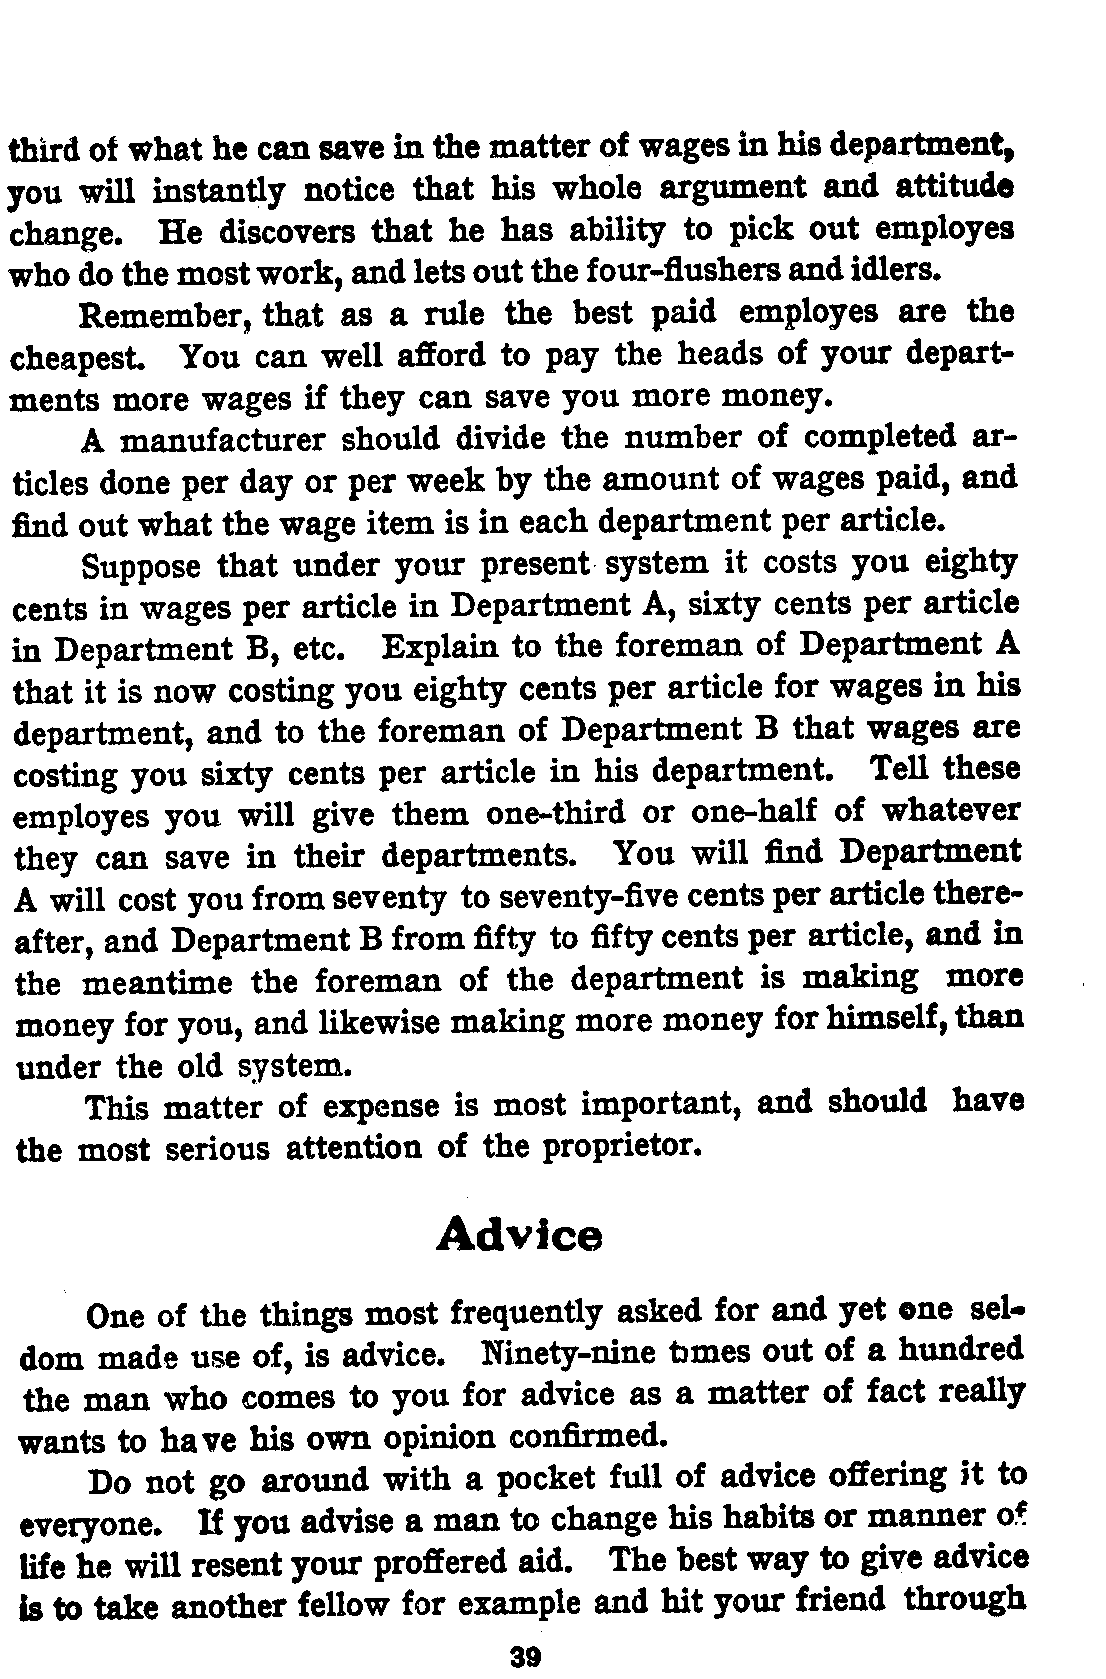 third of what he can save in the matter of wages in his department,
you will instantly notice that his whole argument and attitude
change. He discovers that he has ability to pick out employes
who do the most work, and lets out the four-flushers and idlers.
Remember, that as a rule the best paid employes are the
cheapest. You can well afford to pay the heads of your depart-
ments more wages if they can save you more money.
A manufacturer should divide the number of completed ar-
ticles done per day or per week by the amount of wages paid, and
find out what the wage item is in each department per article.
Suppose that under your present system it costs you eighty
cents in wages per article in Department A, sixty cents per article
in Department B, etc. Explain to the foreman of Department A
that it is now costing you eighty cents per article for wages in his
department, and to the foreman of Department B that wages are
costing you sixty cents per article in his department. Tell these
employes you will give them one-third or one-half of whatever
they can save in their departments. You will find Department
A will cost you from seventy to seventy-five cents per article there-
after, and Department B from fifty to fifty cents per article, and in
the meantime the foreman of the department is making more
money for you, and likewise making more money for himself, than
under the old system.
This matter of expense is most important, and should have
the most serious attention of the proprietor.
Advice
One of the things most frequently asked for and yet one sel-
dom made use of, is advice. Ninety-nine times out of a hundred
the man who comes to you for advice as a matter of fact really
wants to have his own opinion confirmed.
Do not go around with a pocket full of advice offering it to
everyone. If you advise a man to change his habits or manner of
life he will resent your proffered aid. The best way to give advice
is to take another fellow for example and hit your friend through
39